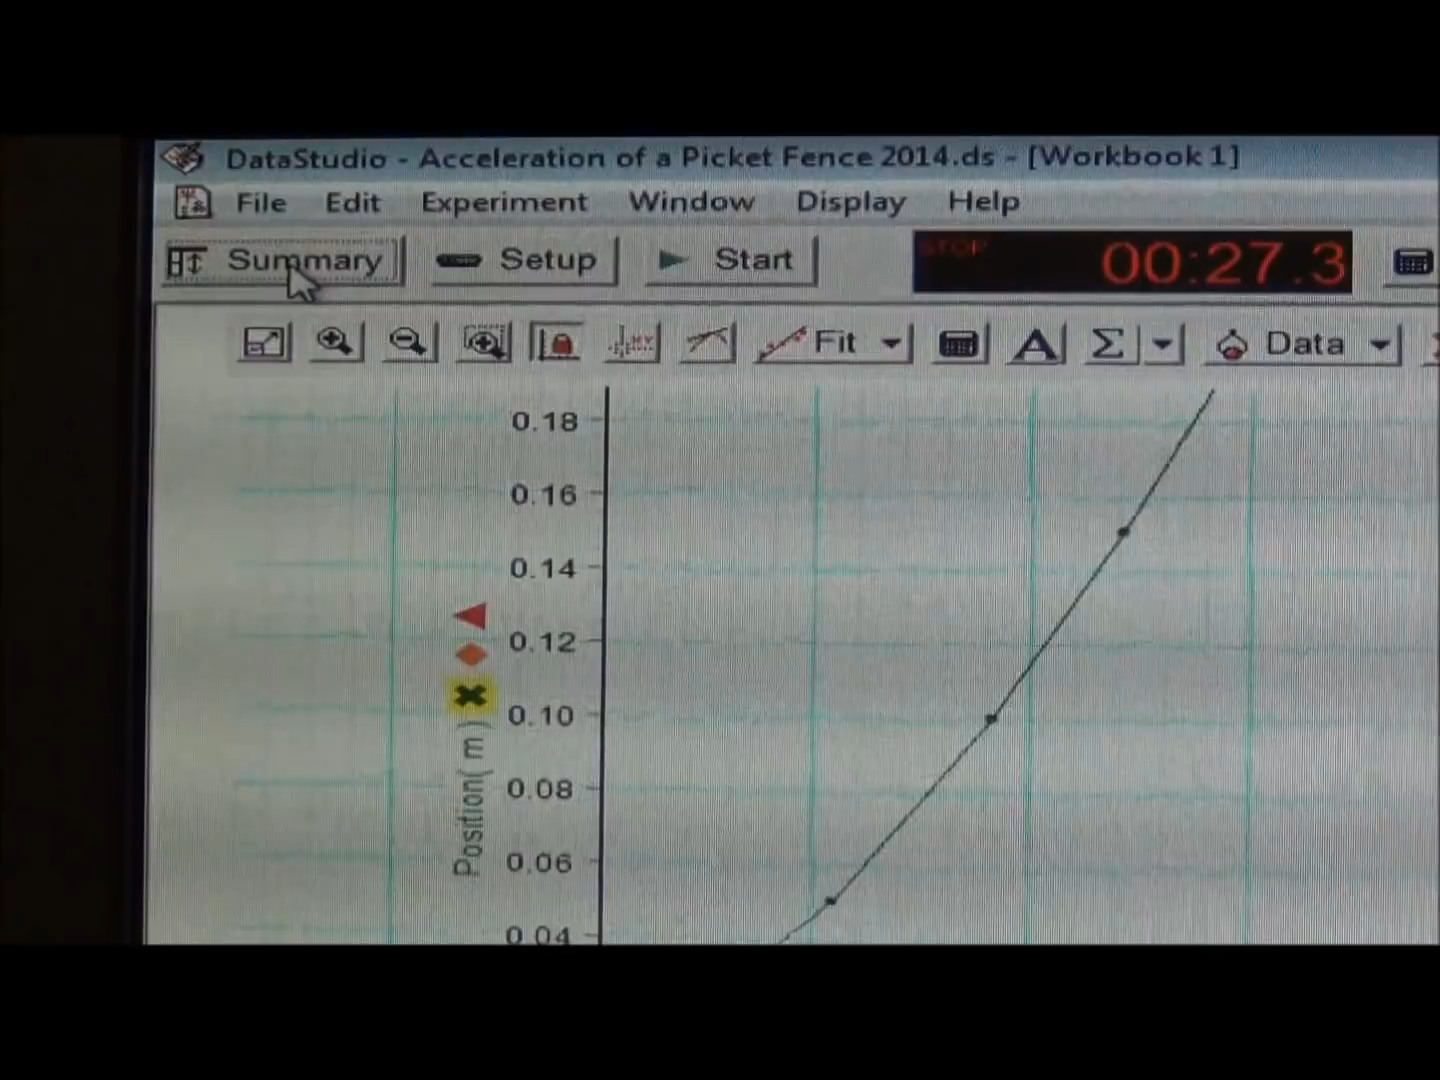 DataStudio - Acceleration of a Picket Fence 2014.ds - [Workbook 1]
File Edit Experiment Window Display Help
Summary Setup Start STOP 00:27.3
Fit A Σ Data
0.18
0.16
0.14
0.12
0.10
0.08
0.06
0.04
Position( m )